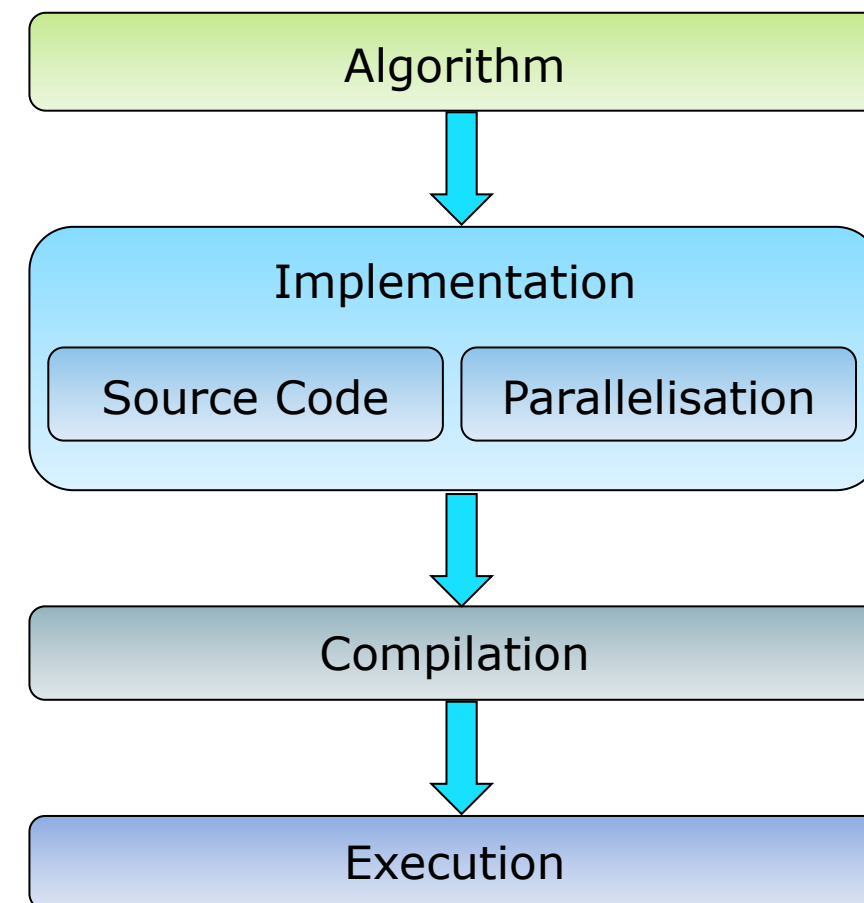 Algorithm
Implementation
Source Code
Parallelisation
Compilation
Execution